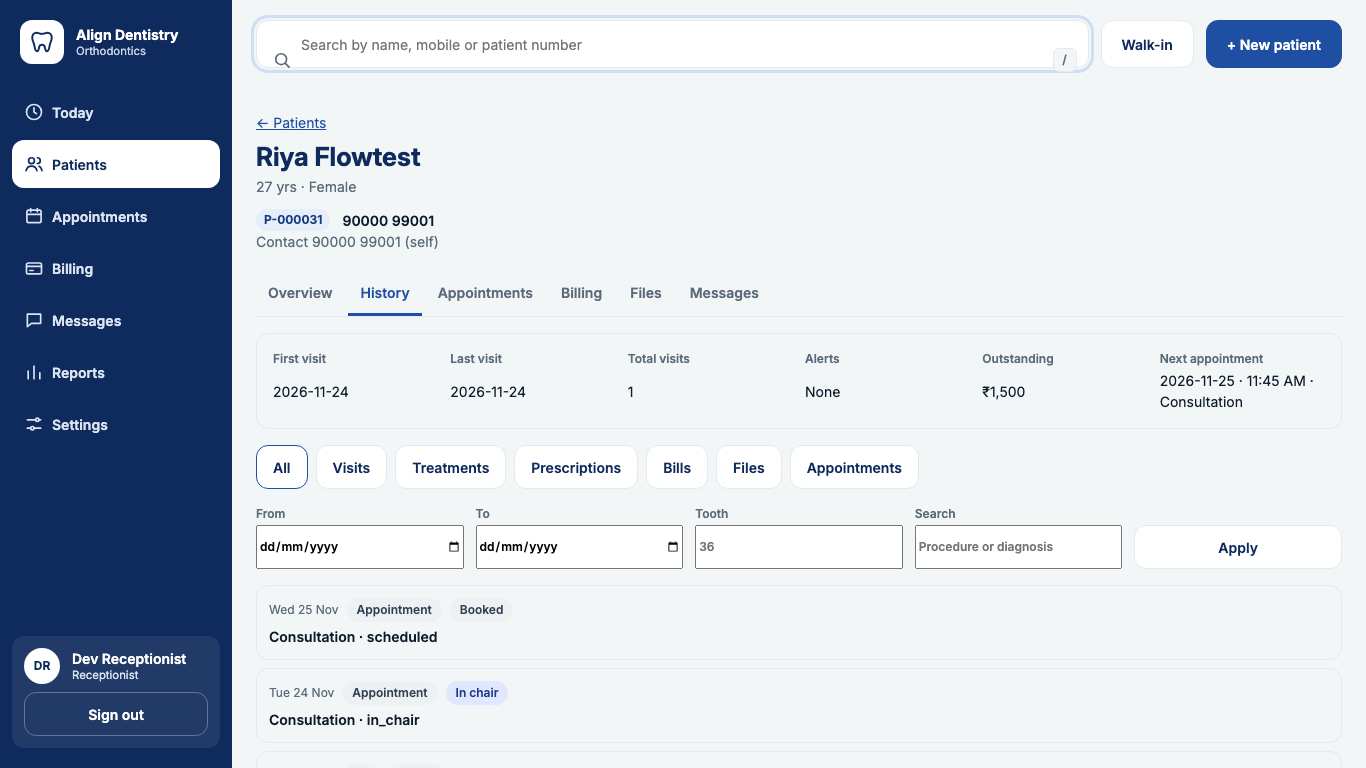 Align Dentistry
Orthodontics
Today
Patients
Appointments
Billing
Messages
Reports
Settings
DR
Dev Receptionist
Receptionist
Sign out
Search by name, mobile or patient number
/
Walk-in
+ New patient
← Patients
Riya Flowtest
27 yrs · Female
P-000031 90000 99001
Contact 90000 99001 (self)
Overview History Appointments Billing Files Messages
First visit Last visit Total visits Alerts Outstanding Next appointment
2026-11-24 2026-11-24 1 None ₹1,500 2026-11-25 · 11:45 AM ·
Consultation
All Visits Treatments Prescriptions Bills Files Appointments
From To Tooth Search
dd/mm/yyyy dd/mm/yyyy 36 Procedure or diagnosis Apply
Wed 25 Nov Appointment Booked
Consultation · scheduled
Tue 24 Nov Appointment In chair
Consultation · in_chair